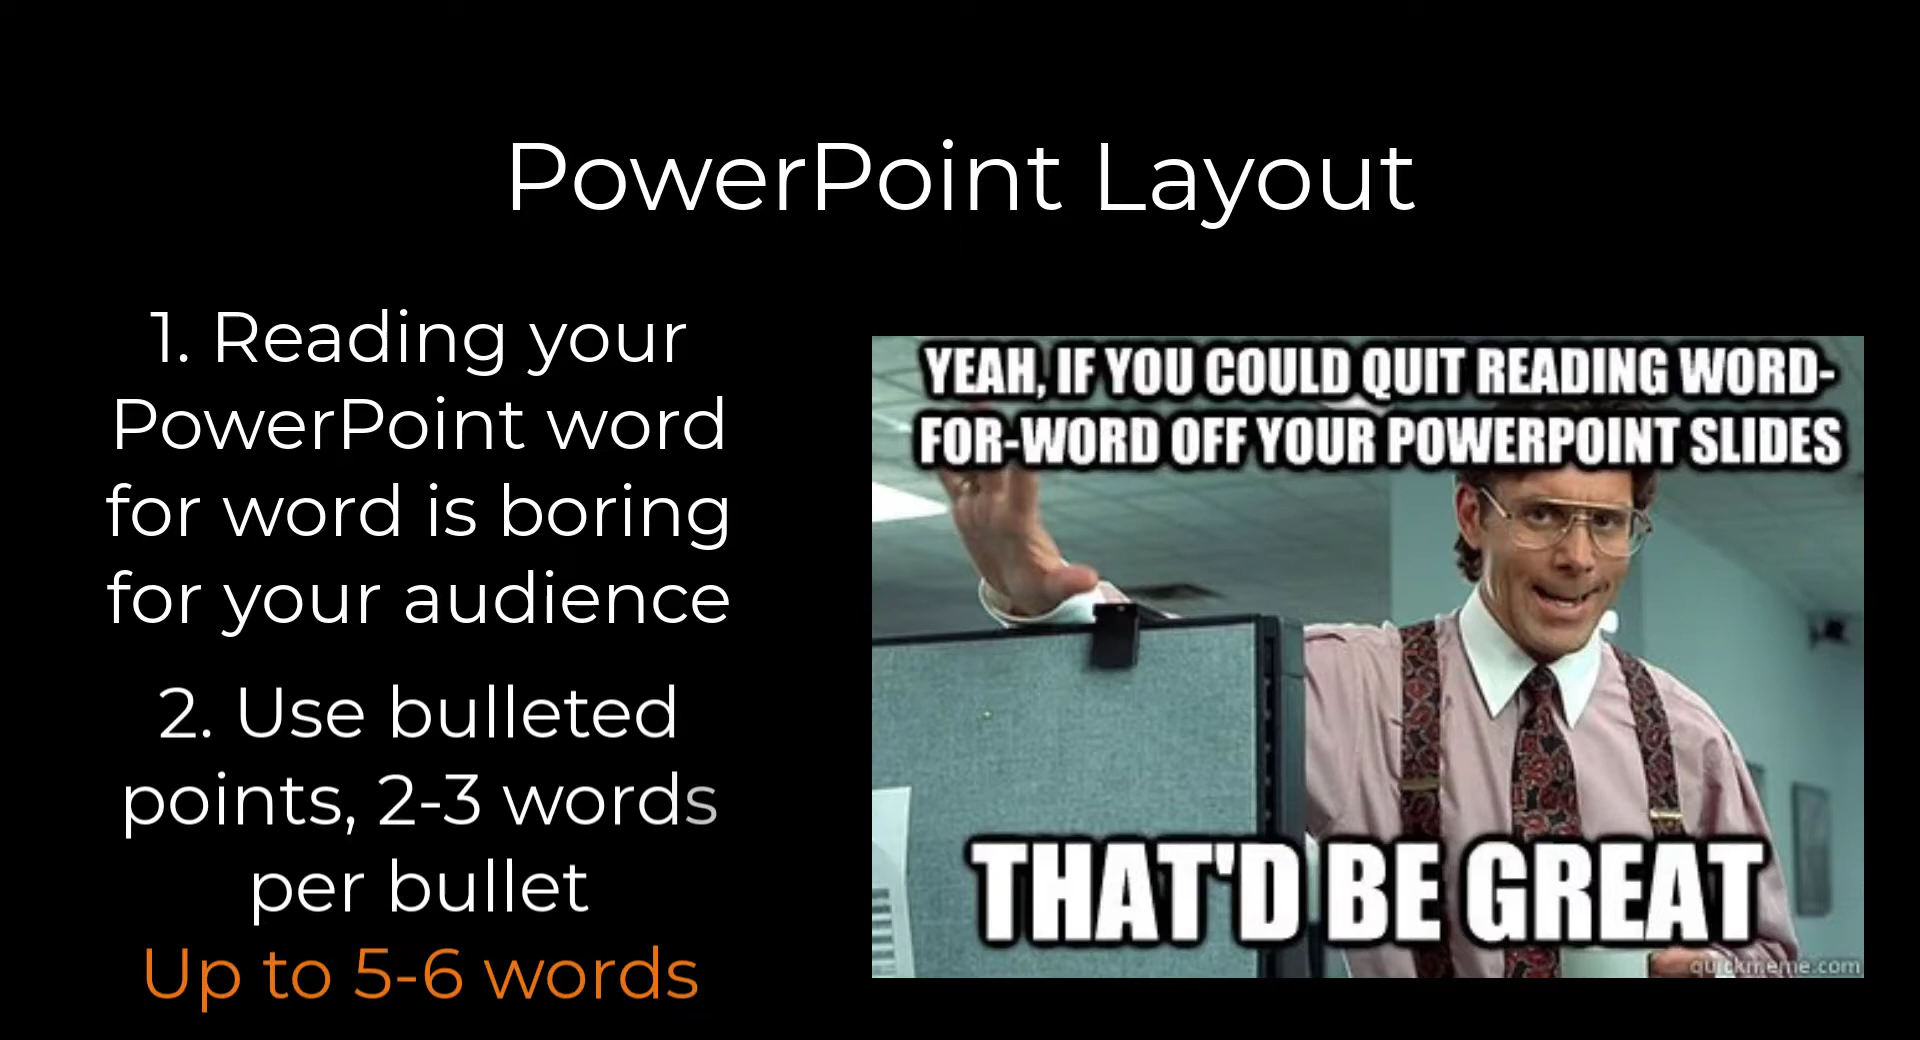 PowerPoint Layout
1. Reading your
PowerPoint word
for word is boring
for your audience
2. Use bulleted
points, 2-3 words
per bullet
Up to 5-6 words
YEAH, IF YOU COULD QUIT READING WORD-
FOR-WORD OFF YOUR POWERPOINT SLIDES
THAT'D BE GREAT
quickmeme.com